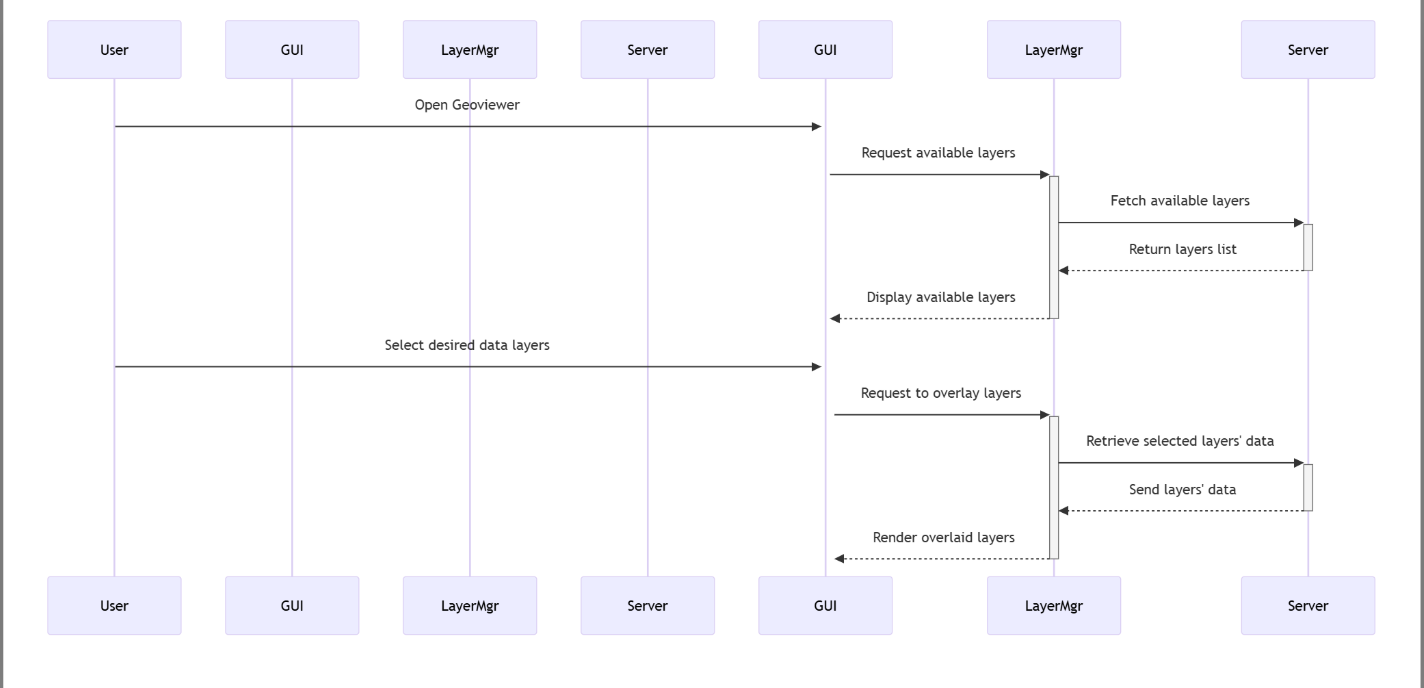 User GUI LayerMgr Server GUI LayerMgr Server
Open Geoviewer
Request available layers
Fetch available layers
Return layers list
Display available layers
Select desired data layers
Request to overlay layers
Retrieve selected layers' data
Send layers' data
Render overlaid layers
User GUI LayerMgr Server GUI LayerMgr Server